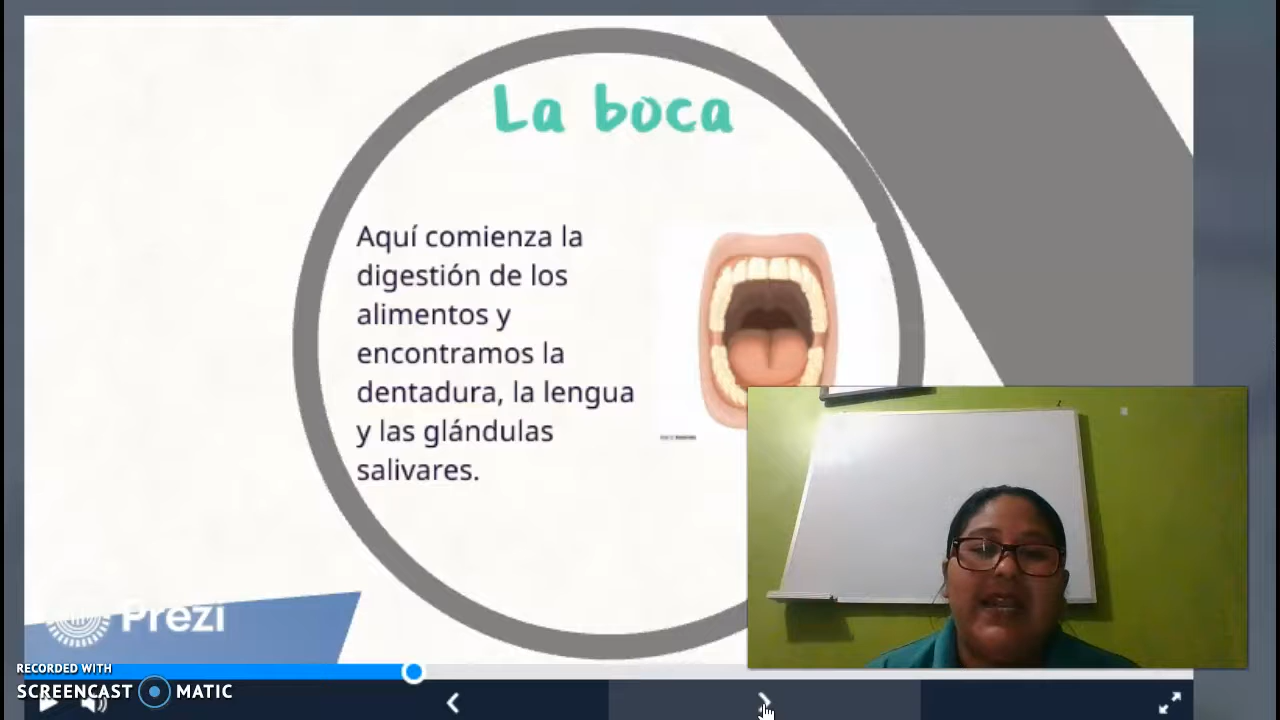 La boca
Aquí comienza la
digestión de los
alimentos y
encontramos la
dentadura, la lengua
y las glándulas
salivares.
Prezi
RECORDED WITH
SCREENCAST MATIC